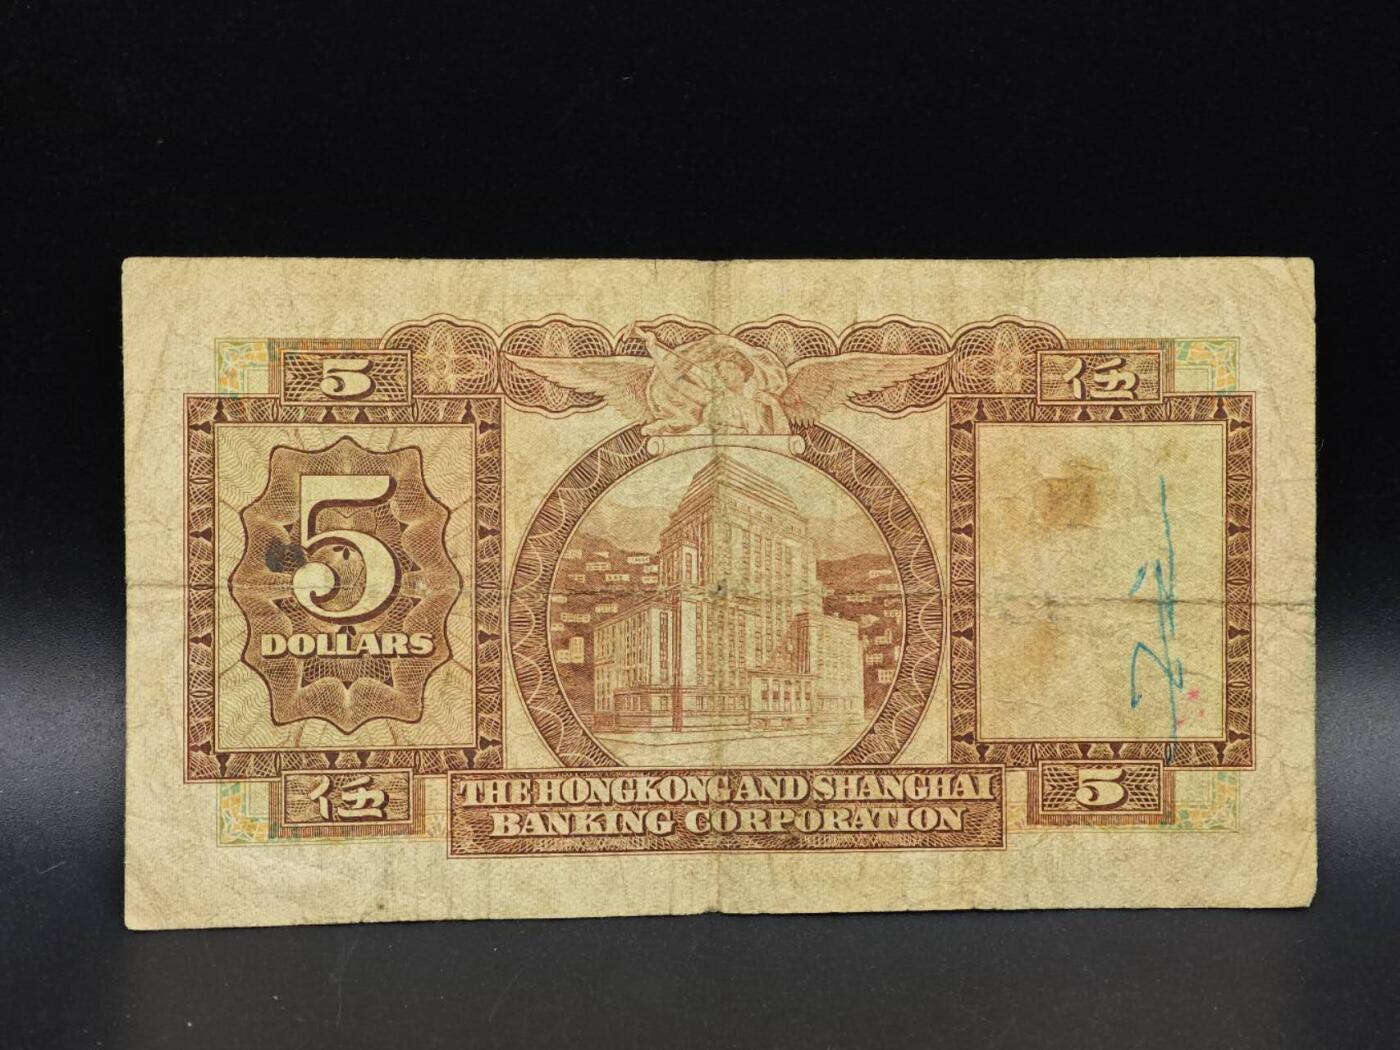 5
伍
5
DOLLARS
伍
5
THE HONGKONG AND SHANGHAI
BANKING CORPORATION